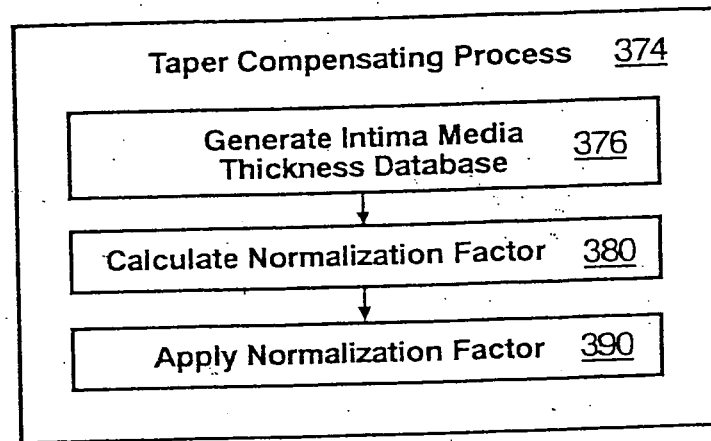 Taper Compensating Process 374
Generate Intima Media
Thickness Database 376
Calculate Normalization Factor 380
Apply Normalization Factor 390